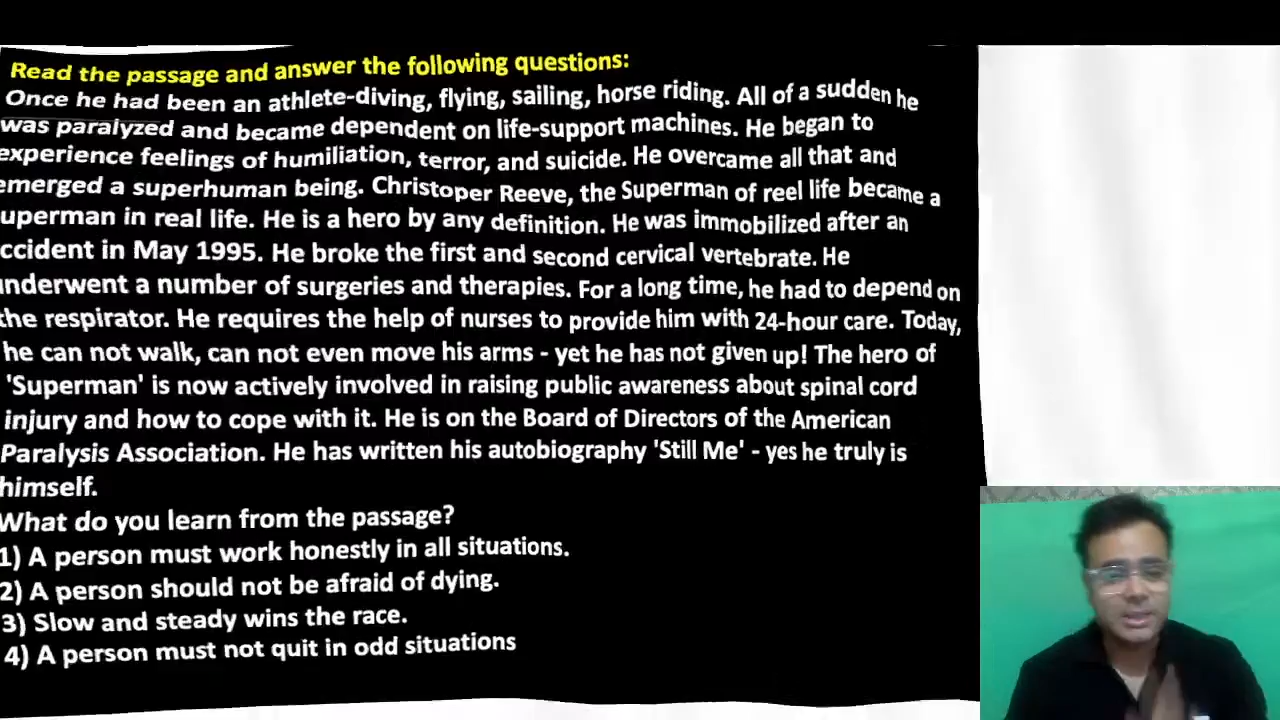 Read the passage and answer the following questions:
Once he had been an athlete-diving, flying, sailing, horse riding. All of a sudden he
was paralyzed and became dependent on life-support machines. He began to
experience feelings of humiliation, terror, and suicide. He overcame all that and
emerged a superhuman being. Christoper Reeve, the Superman of reel life became a
uperman in real life. He is a hero by any definition. He was immobilized after an
ccident in May 1995. He broke the first and second cervical vertebrate. He
underwent a number of surgeries and therapies. For a long time, he had to depend on
the respirator. He requires the help of nurses to provide him with 24-hour care. Today,
he can not walk, can not even move his arms - yet he has not given up! The hero of
'Superman' is now actively involved in raising public awareness about spinal cord
injury and how to cope with it. He is on the Board of Directors of the American
Paralysis Association. He has written his autobiography 'Still Me' - yes he truly is
himself.
What do you learn from the passage?
1) A person must work honestly in all situations.
2) A person should not be afraid of dying.
3) Slow and steady wins the race.
4) A person must not quit in odd situations